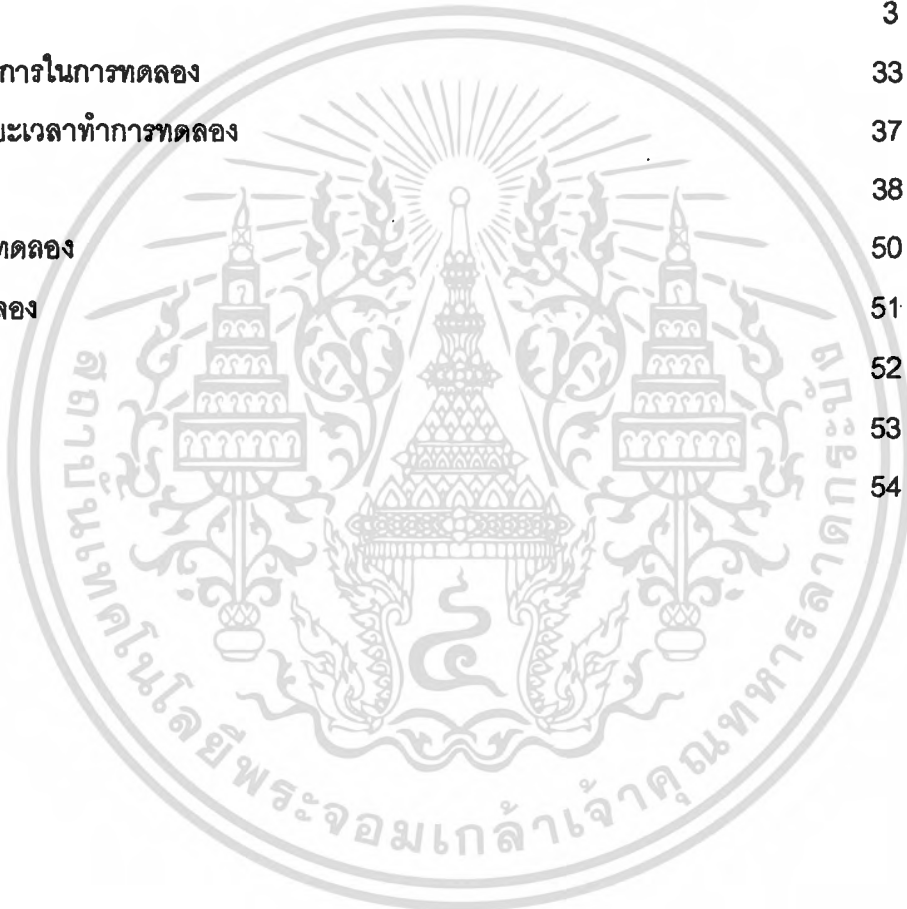 3
การในการทดลอง 33
ยะเวลาทำการทดลอง 37
38
ทดลอง 50
ลอง 51
52
53
54
สถาบันเทคโนโลยีพระจอมเกล้าเจ้าคุณทหารลาดกระบัง